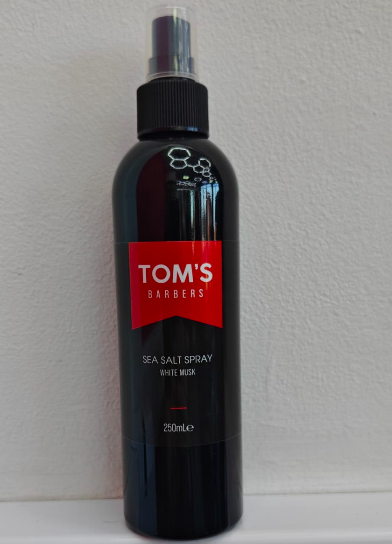 TOM'S
BARBERS
SEA SALT SPRAY
WHITE MUSK
250mL℮